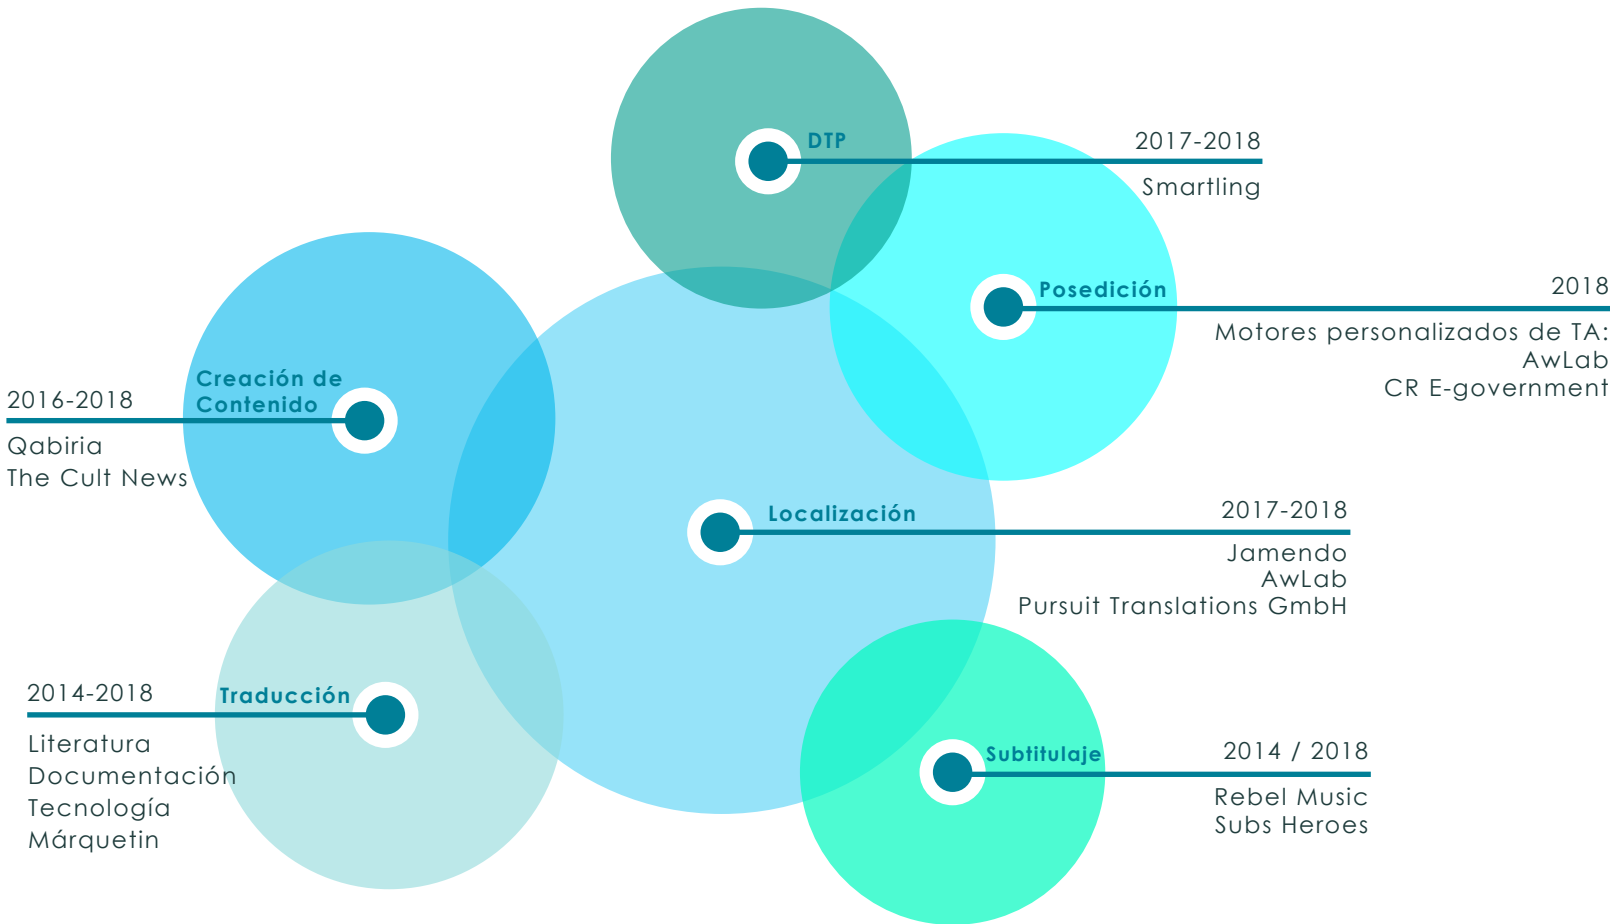 DTP
2017-2018
Smartling
Posedición
2018
Motores personalizados de TA:
AwLab
CR E-government
Creación de
Contenido
2016-2018
Qabiria
The Cult News
Localización
2017-2018
Jamendo
AwLab
Pursuit Translations GmbH
Traducción
2014-2018
Literatura
Documentación
Tecnología
Márquetin
Subtitulaje
2014 / 2018
Rebel Music
Subs Heroes